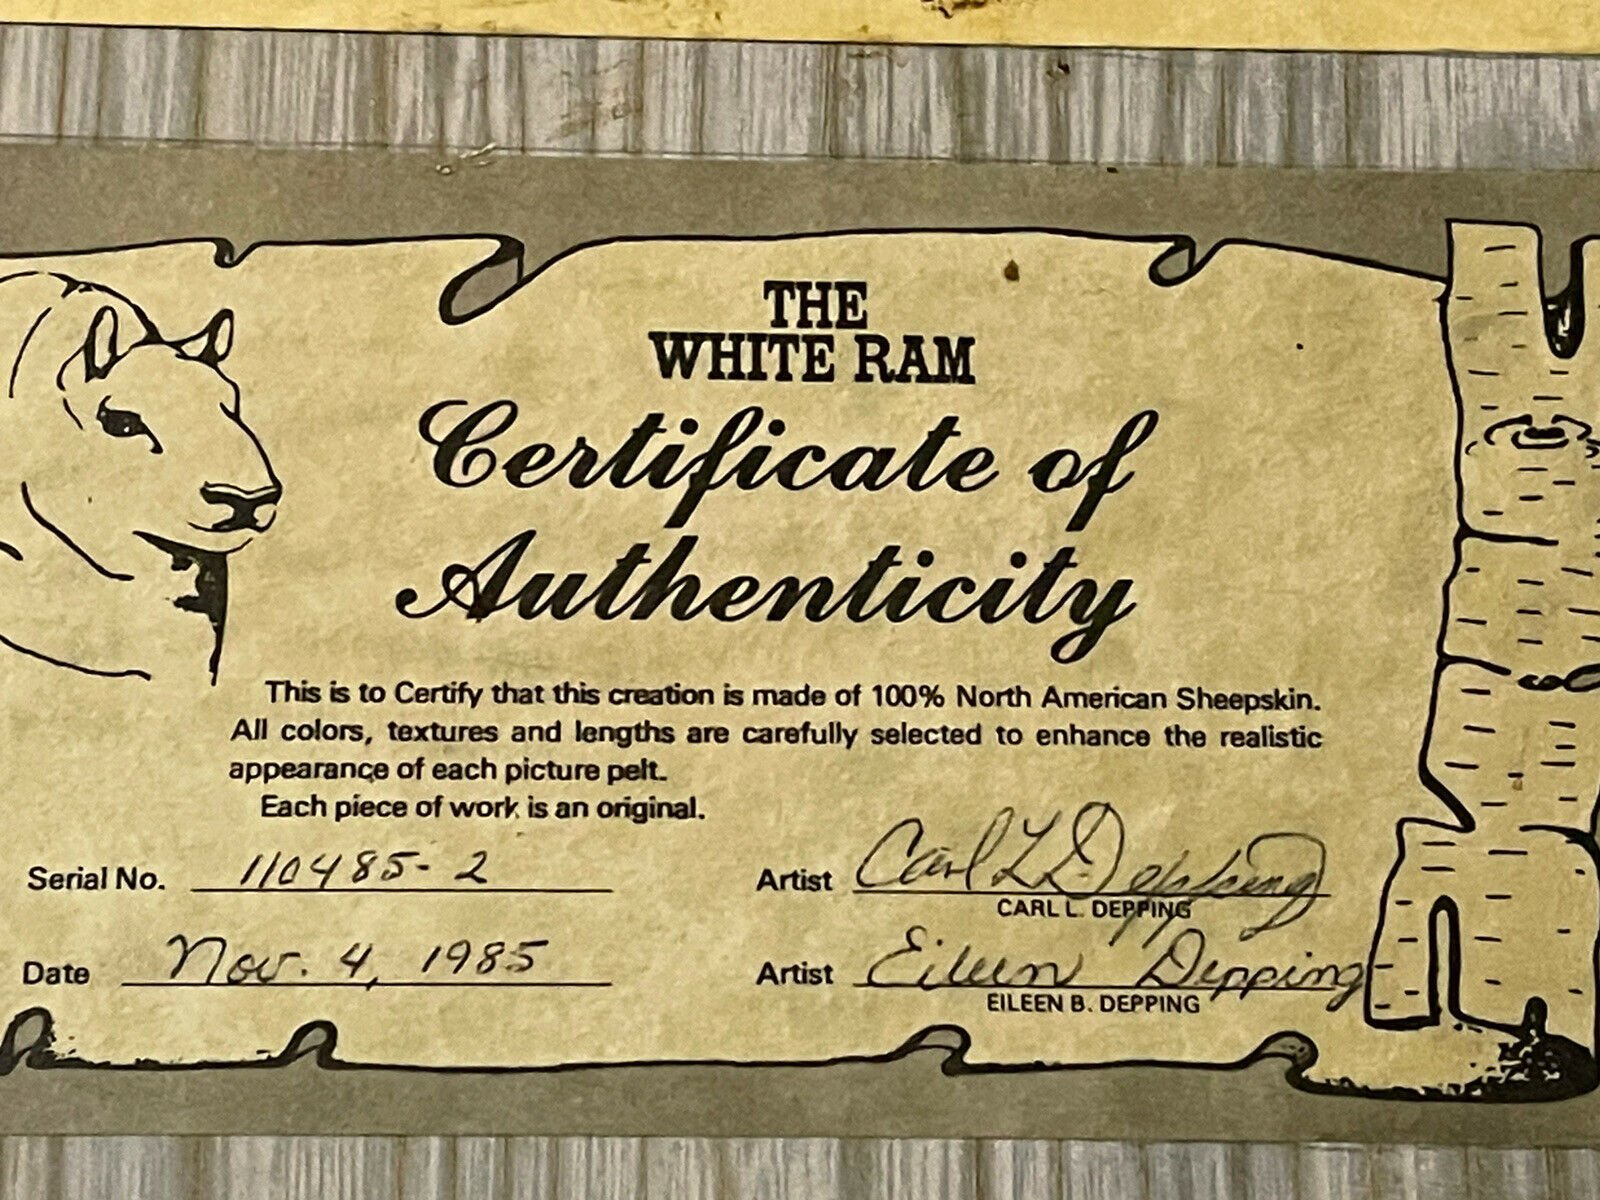 THE
WHITE RAM
Certificate of
Authenticity
This is to Certify that this creation is made of 100% North American Sheepskin.
All colors, textures and lengths are carefully selected to enhance the realistic
appearance of each picture pelt.
Each piece of work is an original.
Serial No. 110485-2
Artist Carl L. Depping
CARL L. DEPPING
Date Nov. 4, 1985
Artist Eileen Depping
EILEEN B. DEPPING